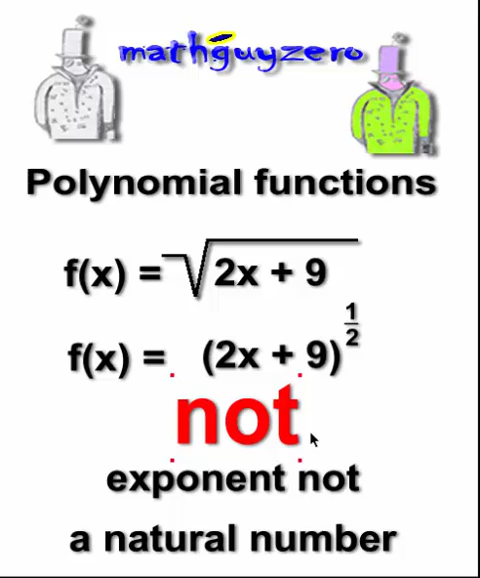 mathguyzero
Polynomial functions
f(x) = √2x + 9
f(x) = (2x + 9)^1/2
not
exponent not
a natural number